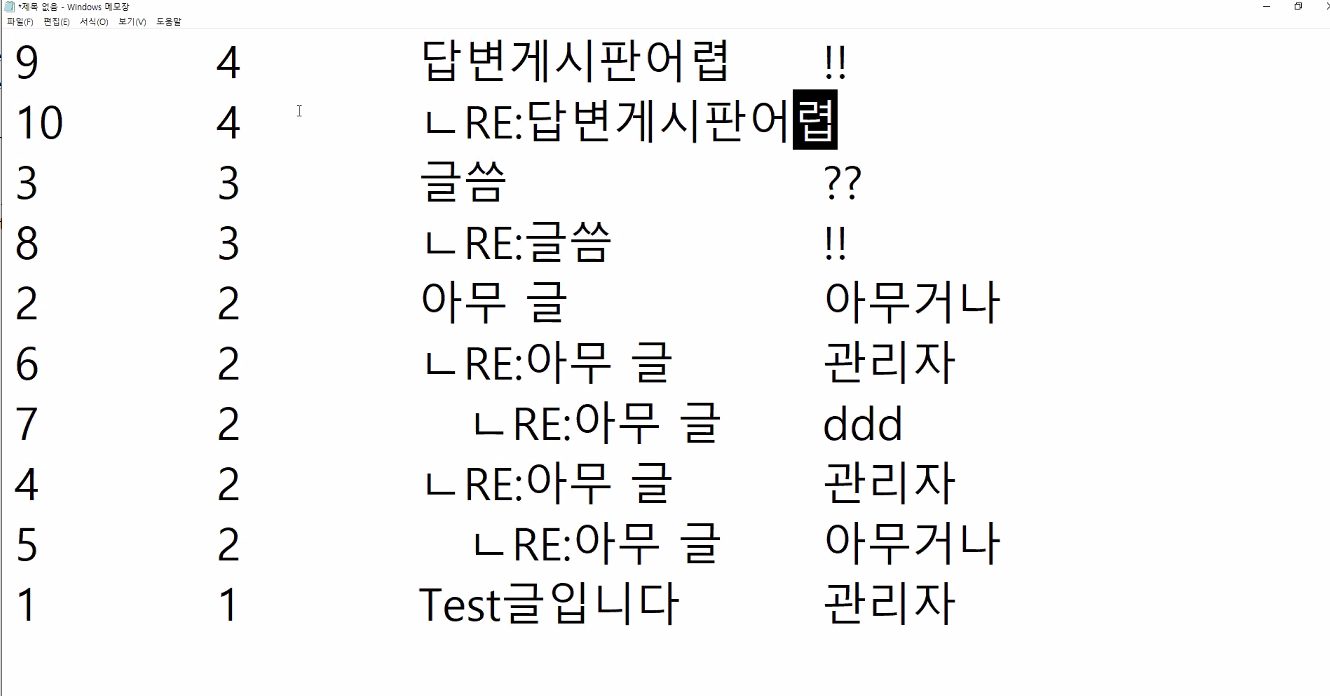 *제목 없음 - Windows 메모장
파일(F) 편집(E) 서식(O) 보기(V) 도움말
9 4 답변게시판어렵 !!
10 4 ㄴRE:답변게시판어렵
3 3 글씀 ??
8 3 ㄴRE:글씀 !!
2 2 아무 글 아무거나
6 2 ㄴRE:아무 글 관리자
7 2 ㄴRE:아무 글 ddd
4 2 ㄴRE:아무 글 관리자
5 2 ㄴRE:아무 글 아무거나
1 1 Test글입니다 관리자